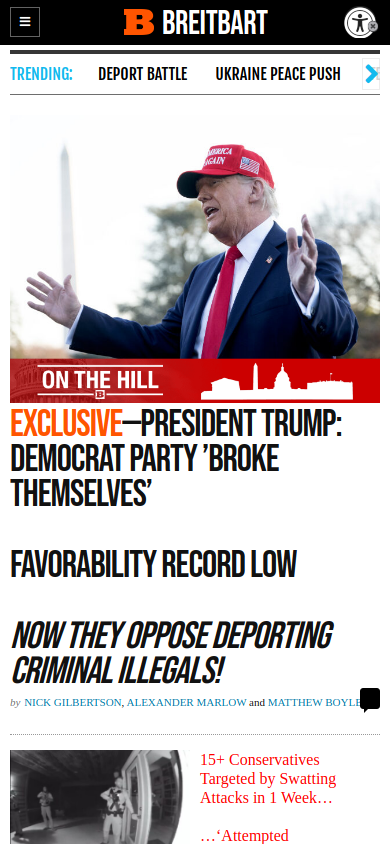 BREITBART
TRENDING: DEPORT BATTLE UKRAINE PEACE PUSH
AMERICA
AGAIN
ON THE HILL
B
EXCLUSIVE—PRESIDENT TRUMP:
DEMOCRAT PARTY ’BROKE
THEMSELVES’
FAVORABILITY RECORD LOW
NOW THEY OPPOSE DEPORTING
CRIMINAL ILLEGALS!
by NICK GILBERTSON, ALEXANDER MARLOW and MATTHEW BOYLE
15+ Conservatives
Targeted by Swatting
Attacks in 1 Week…
…‘Attempted